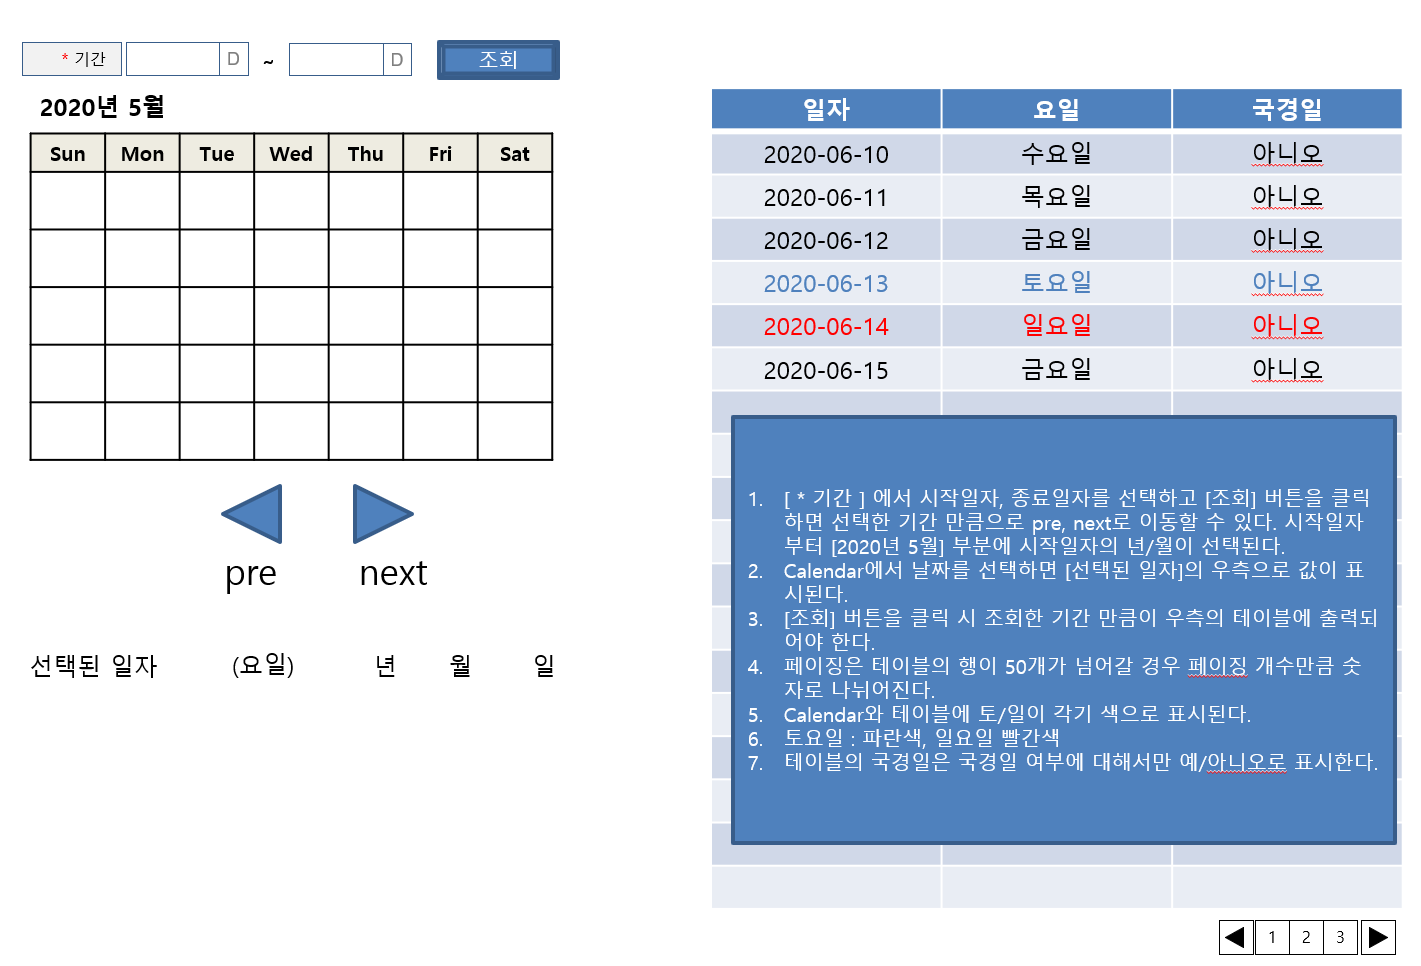 * 기간 D ~ D 조회
2020년 5월
Sun Mon Tue Wed Thu Fri Sat
pre next
선택된 일자 (요일) 년 월 일
일자 요일 국경일
2020-06-10 수요일 아니오
2020-06-11 목요일 아니오
2020-06-12 금요일 아니오
2020-06-13 토요일 아니오
2020-06-14 일요일 아니오
2020-06-15 금요일 아니오
1. [ * 기간 ] 에서 시작일자, 종료일자를 선택하고 [조회] 버튼을 클릭
하면 선택한 기간 만큼으로 pre, next로 이동할 수 있다. 시작일자
부터 [2020년 5월] 부분에 시작일자의 년/월이 선택된다.
2. Calendar에서 날짜를 선택하면 [선택된 일자]의 우측으로 값이 표
시된다.
3. [조회] 버튼을 클릭 시 조회한 기간 만큼이 우측의 테이블에 출력되
어야 한다.
4. 페이징은 테이블의 행이 50개가 넘어갈 경우 페이징 개수만큼 숫
자로 나뉘어진다.
5. Calendar와 테이블에 토/일이 각기 색으로 표시된다.
6. 토요일 : 파란색, 일요일 빨간색
7. 테이블의 국경일은 국경일 여부에 대해서만 예/아니오로 표시한다.
1 2 3